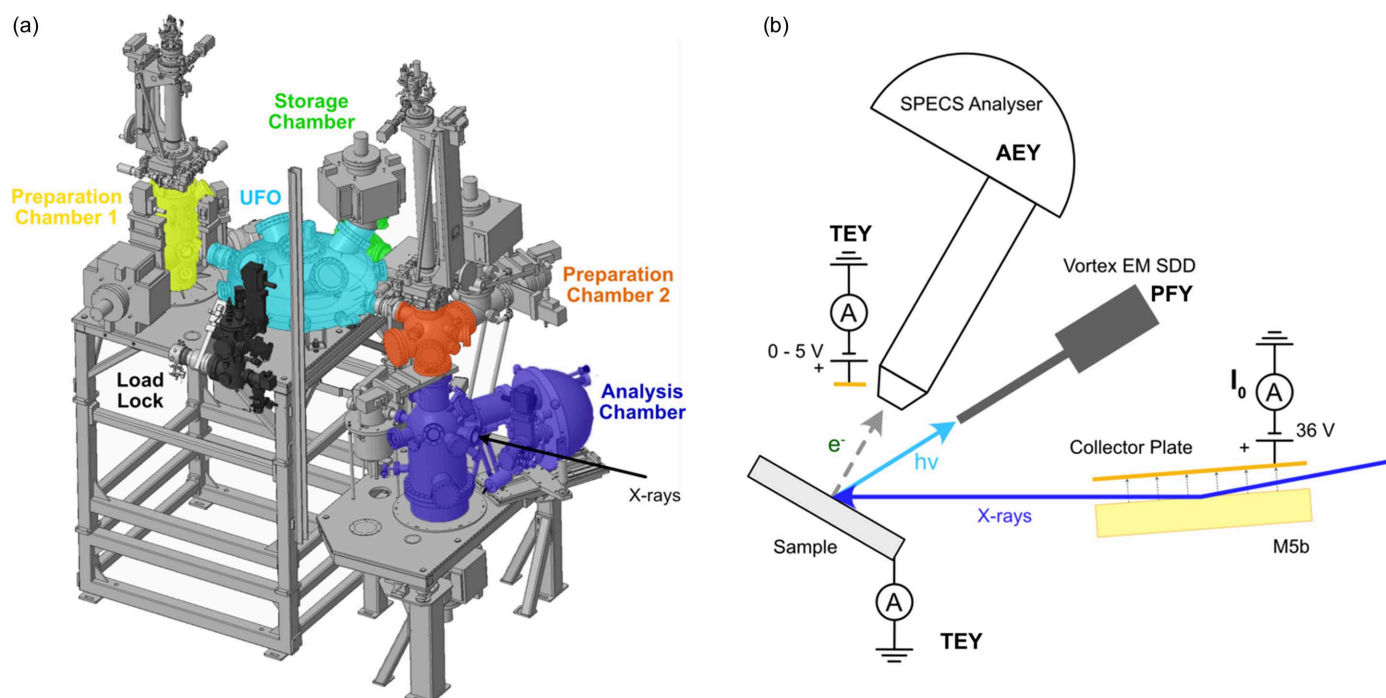 (a)
Storage
Chamber
Preparation
Chamber 1
UFO
Preparation
Chamber 2
Load
Lock
Analysis
Chamber
X-rays
(b)
SPECS Analyser
AEY
TEY
A
0 - 5 V
+
Vortex EM SDD
PFY
I0
A
36 V
+
Collector Plate
e-
hν
X-rays
Sample
M5b
A
TEY